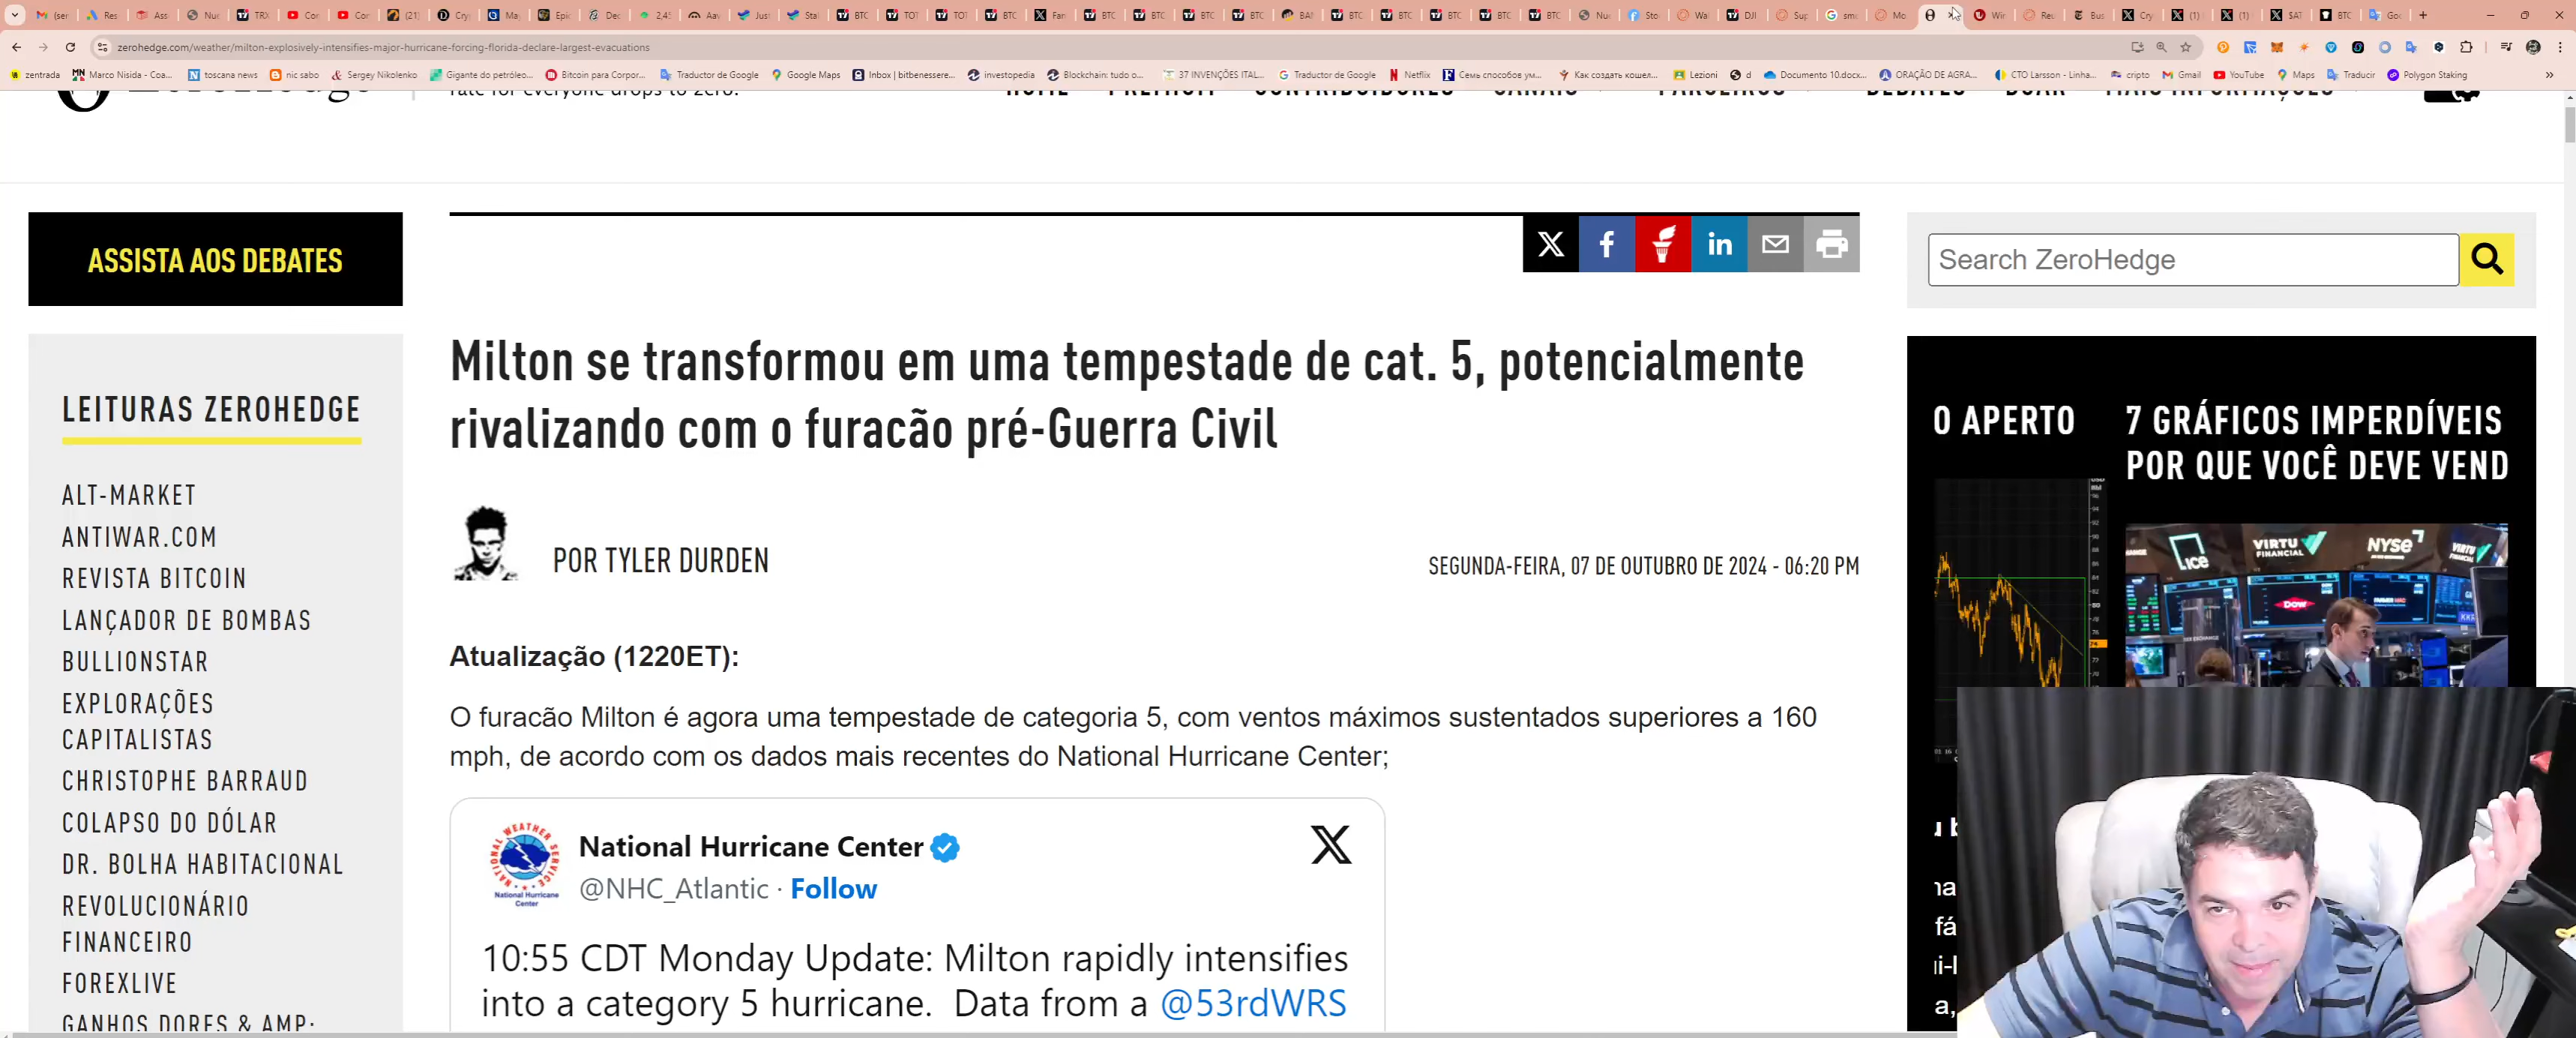 zerohedge.com/weather/milton-explosively-intensifies-major-hurricane-forcing-florida-declare-largest-evacuations
zentrada
Marco Nisida - Coa...
toscana news
nic sabo
Sergey Nikolenko
Gigante do petróleo...
Bitcoin para Corpor...
Traductor de Google
Google Maps
Inbox | bitbenessere...
investopedia
Blockchain: tudo o...
37 INVENÇÕES ITAL...
Traductor de Google
Netflix
Семь способов ум...
Как создать кошел...
Lezioni
d
Documento 10.docx...
ORAÇÃO DE AGRA...
CTO Larsson - Linha...
cripto
Gmail
YouTube
Maps
Traducir
Polygon Staking
ASSISTA AOS DEBATES
Search ZeroHedge
LEITURAS ZEROHEDGE
ALT-MARKET
ANTIWAR.COM
REVISTA BITCOIN
LANÇADOR DE BOMBAS
BULLIONSTAR
EXPLORAÇÕES
CAPITALISTAS
CHRISTOPHE BARRAUD
COLAPSO DO DÓLAR
DR. BOLHA HABITACIONAL
REVOLUCIONÁRIO
FINANCEIRO
FOREXLIVE
GANHOS DORES & AMP;
Milton se transformou em uma tempestade de cat. 5, potencialmente
rivalizando com o furacão pré-Guerra Civil
POR TYLER DURDEN
SEGUNDA-FEIRA, 07 DE OUTUBRO DE 2024 - 06:20 PM
Atualização (1220ET):
O furacão Milton é agora uma tempestade de categoria 5, com ventos máximos sustentados superiores a 160
mph, de acordo com os dados mais recentes do National Hurricane Center;
National Hurricane Center
@NHC_Atlantic · Follow
10:55 CDT Monday Update: Milton rapidly intensifies
into a category 5 hurricane. Data from a @53rdWRS
O APERTO
7 GRÁFICOS IMPERDÍVEIS
POR QUE VOCÊ DEVE VEND
ice
VIRTU
FINANCIAL
NYSE
DOW